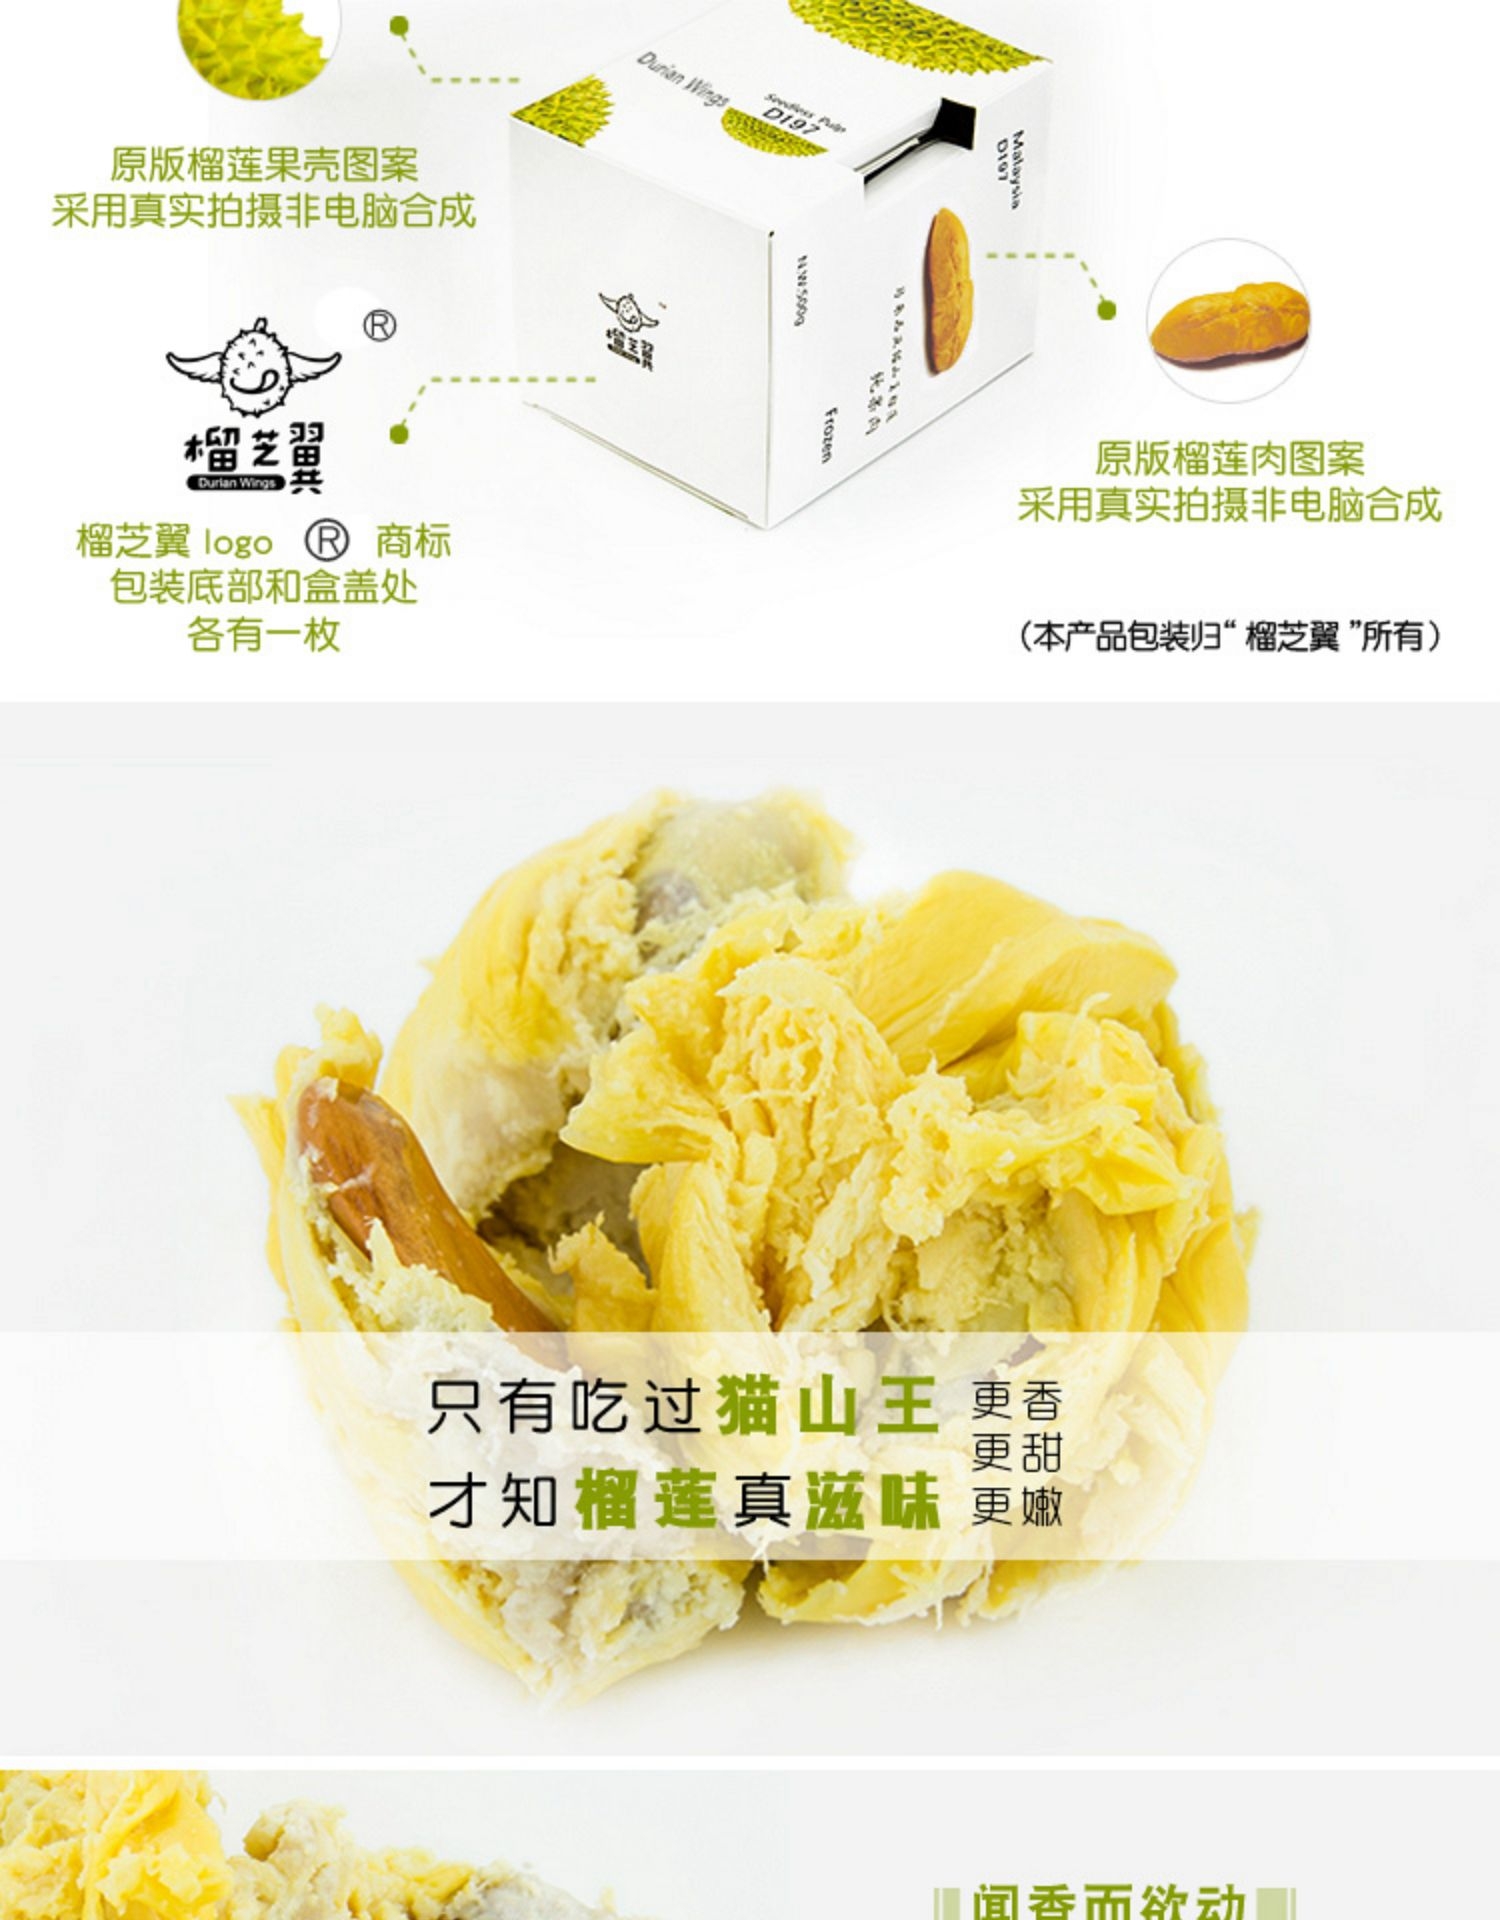 Durian Wings
Seedless Pulp
D197
Malaysia
D197
原版榴莲果壳图案
采用真实拍摄非电脑合成
N.W.500g
Frozen
榴芝翼
®
榴芝翼
Durian Wings
榴芝翼 logo ® 商标
包装底部和盒盖处
各有一枚
原版榴莲肉图案
采用真实拍摄非电脑合成
（本产品包装归“榴芝翼”所有）
只有吃过猫山王
才知榴莲真滋味
更香
更甜
更嫩
闻香而欲动